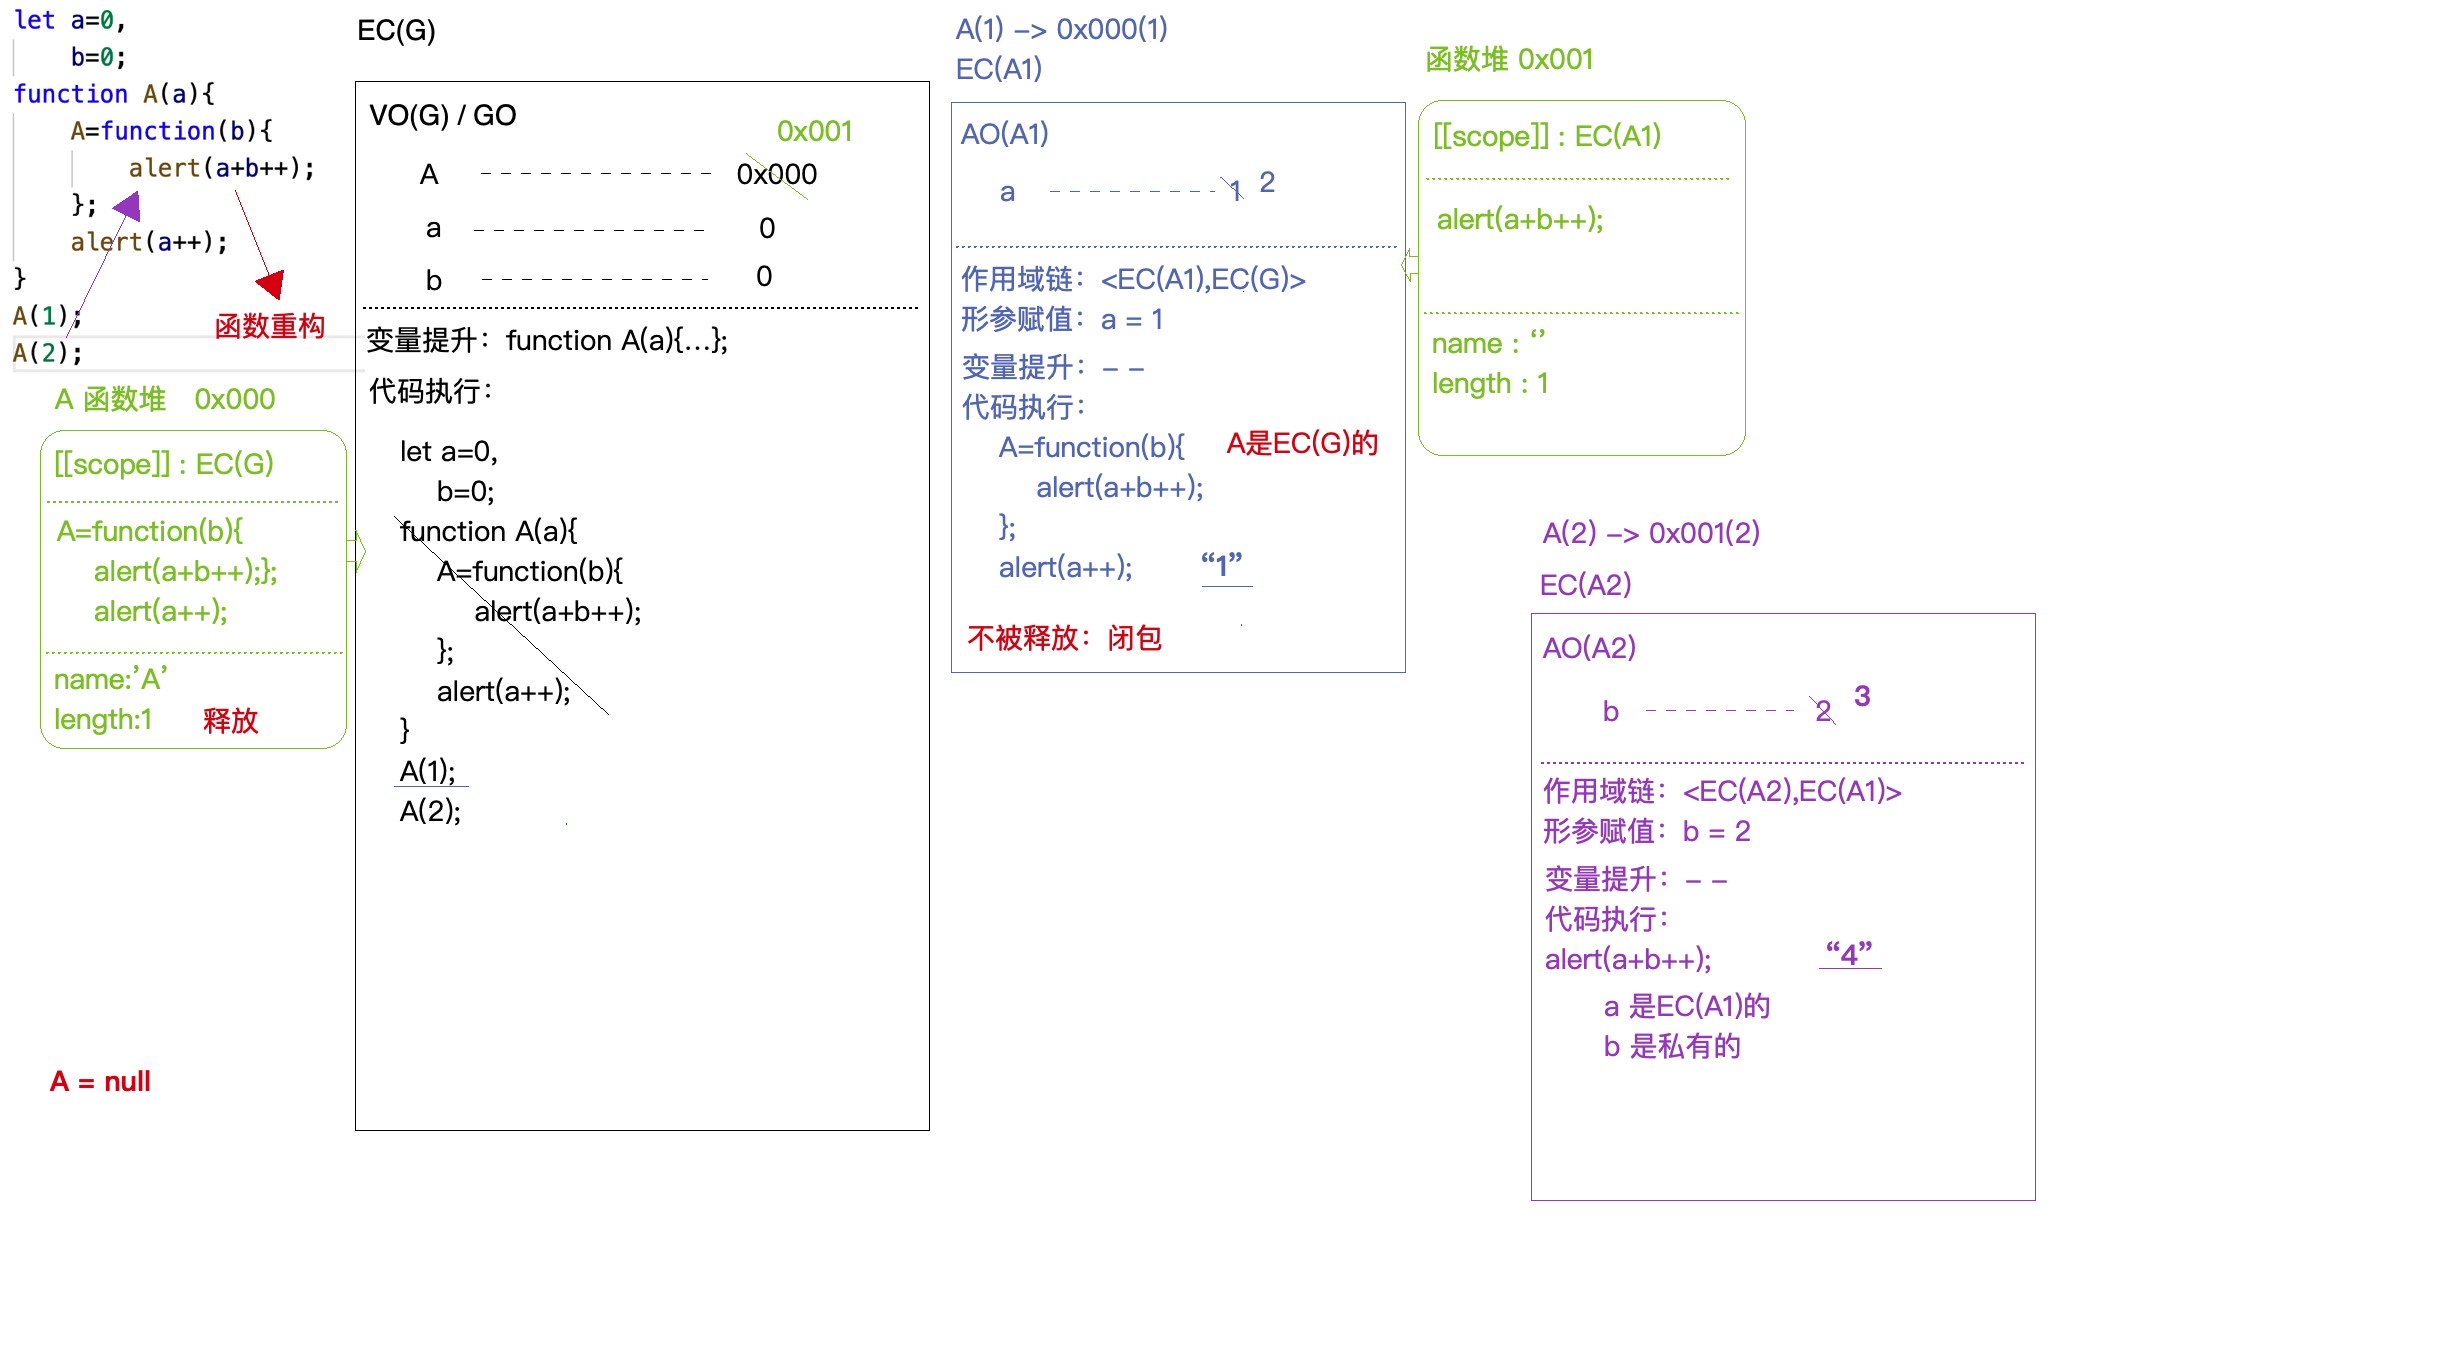 let a=0,
b=0;
function A(a){
A=function(b){
alert(a+b++);
};
alert(a++);
}
A(1);
A(2);
函数重构
A 函数堆 0x000
[[scope]] : EC(G)
A=function(b){
alert(a+b++);};
alert(a++);
name:’A’
length:1 释放
A = null
EC(G)
VO(G) / GO
0x001
A 0x000
a 0
b 0
变量提升：function A(a){...};
代码执行：
let a=0,
b=0;
function A(a){
A=function(b){
alert(a+b++);
};
alert(a++);
}
A(1);
A(2);
A(1) –> 0x000(1)
EC(A1)
AO(A1)
a 1 2
作用域链：<EC(A1),EC(G)>
形参赋值：a = 1
变量提升：– –
代码执行：
A=function(b){ A是EC(G)的
alert(a+b++);
};
alert(a++); “1”
不被释放：闭包
函数堆 0x001
[[scope]] : EC(A1)
alert(a+b++);
name : ‘’
length : 1
A(2) –> 0x001(2)
EC(A2)
AO(A2)
b 2 3
作用域链：<EC(A2),EC(A1)>
形参赋值：b = 2
变量提升：– –
代码执行：
alert(a+b++); “4”
a 是EC(A1)的
b 是私有的